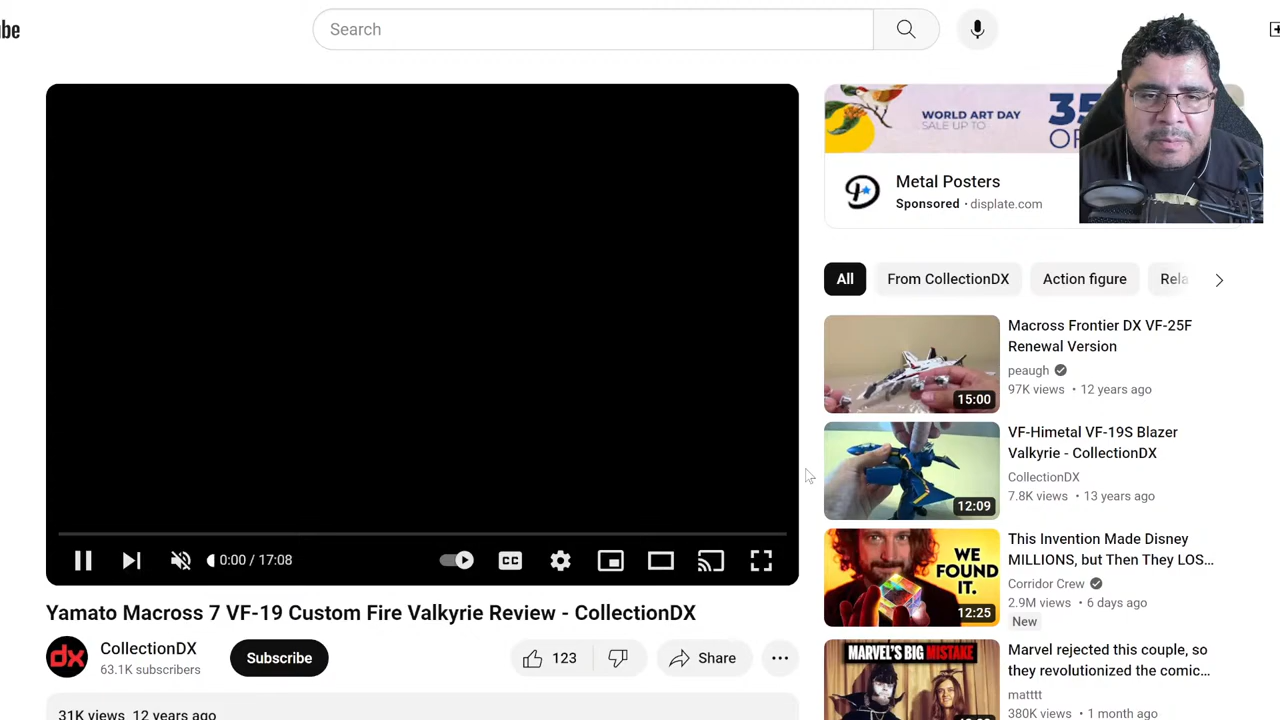 be
Search
WORLD ART DAY
SALE UP TO
35
OF
Metal Posters
Sponsored • displate.com
All
From CollectionDX
Action figure
Rela
Macross Frontier DX VF-25F
Renewal Version
peaugh
97K views • 12 years ago
15:00
VF-Himetal VF-19S Blazer
Valkyrie - CollectionDX
CollectionDX
7.8K views • 13 years ago
12:09
WE
FOUND
IT.
12:25
This Invention Made Disney
MILLIONS, but Then They LOS...
Corridor Crew
2.9M views • 6 days ago
New
MARVEL'S BIG MISTAKE
Marvel rejected this couple, so
they revolutionized the comic...
matttt
380K views • 1 month ago
0:00 / 17:08
CC
Yamato Macross 7 VF-19 Custom Fire Valkyrie Review - CollectionDX
dx
CollectionDX
63.1K subscribers
Subscribe
123
Share
31K views 12 years ago